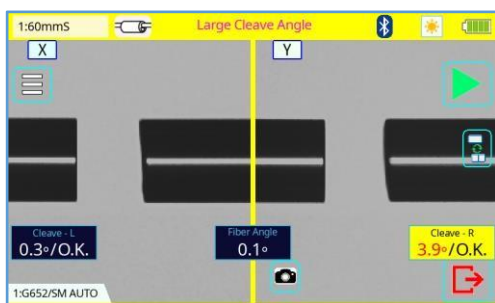 1:60mmS
Large Cleave Angle
X
Y
Cleave - L
0.3°/O.K.
Fiber Angle
0.1°
Cleave - R
3.9°/O.K.
1:G652/SM AUTO